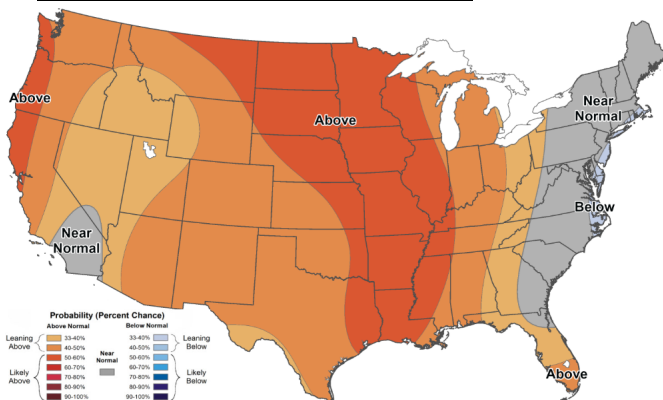 Above
Above
Near
Normal
Below
Near
Normal
Above
Probability (Percent Chance)
Above Normal
Below Normal
Leaning
Above
33-40%
40-50%
33-40%
40-50%
Leaning
Below
Near
Normal
Likely
Above
50-60%
60-70%
70-80%
80-90%
90-100%
50-60%
60-70%
70-80%
80-90%
90-100%
Likely
Below